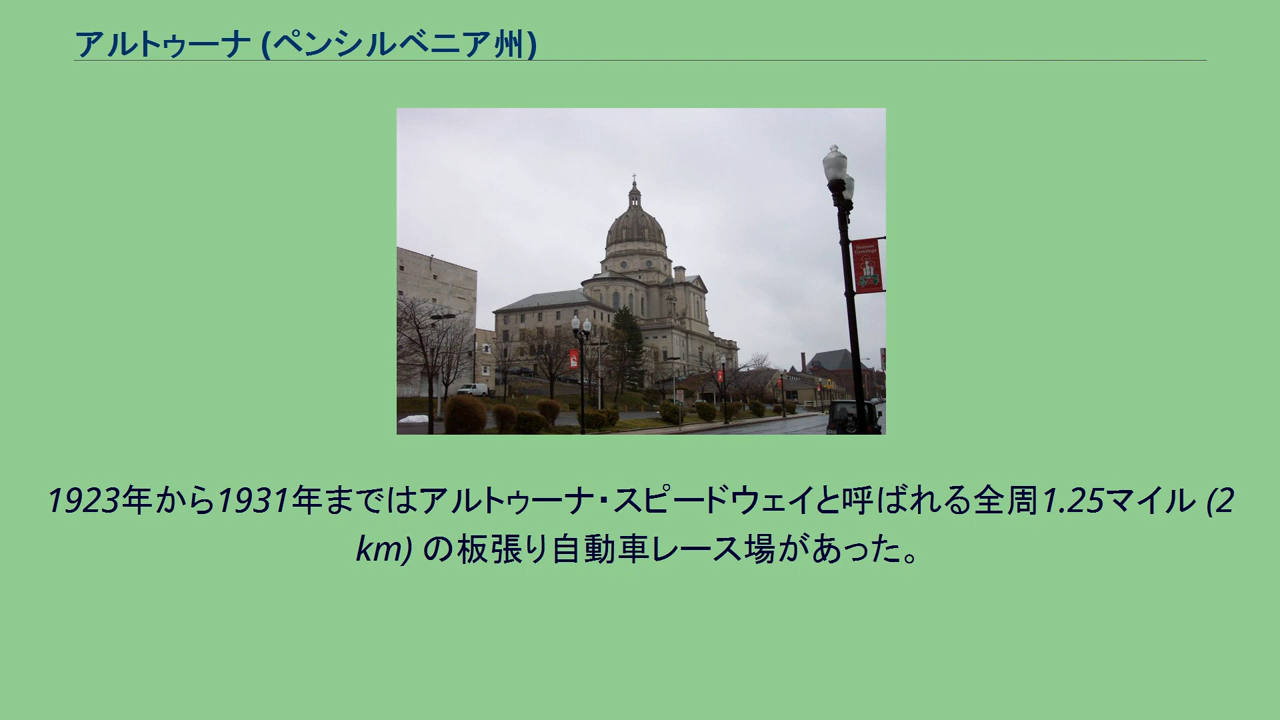 アルトゥーナ (ペンシルベニア州)
1923年から1931年まではアルトゥーナ・スピードウェイと呼ばれる全周1.25マイル (2
km) の板張り自動車レース場があった。